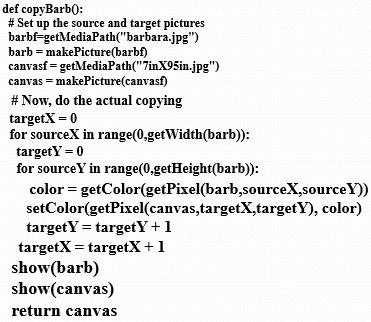 def copyBarb():
# Set up the source and target pictures
barbf=getMediaPath("barbara.jpg")
barb = makePicture(barbf)
canvasf = getMediaPath("7inX95in.jpg")
canvas = makePicture(canvasf)
# Now, do the actual copying
targetX = 0
for sourceX in range(0,getWidth(barb)):
targetY = 0
for sourceY in range(0,getHeight(barb)):
color = getColor(getPixel(barb,sourceX,sourceY))
setColor(getPixel(canvas,targetX,targetY), color)
targetY = targetY + 1
targetX = targetX + 1
show(barb)
show(canvas)
return canvas